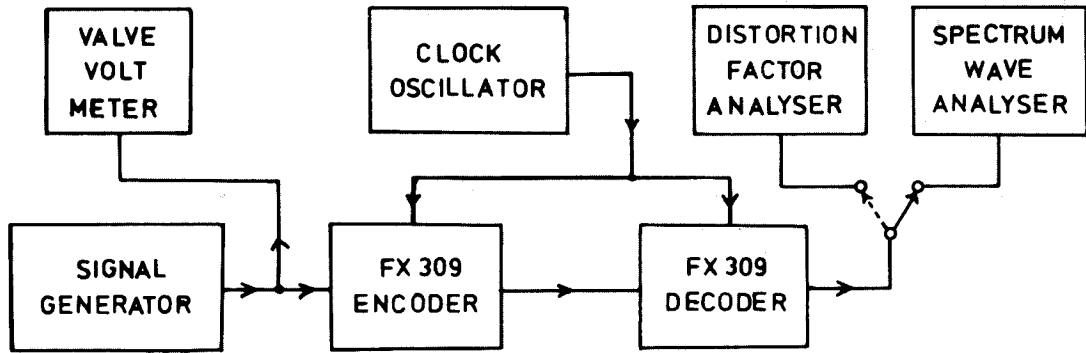 VALVE
VOLT
METER
CLOCK
OSCILLATOR
DISTORTION
FACTOR
ANALYSER
SPECTRUM
WAVE
ANALYSER
SIGNAL
GENERATOR
FX 309
ENCODER
FX 309
DECODER